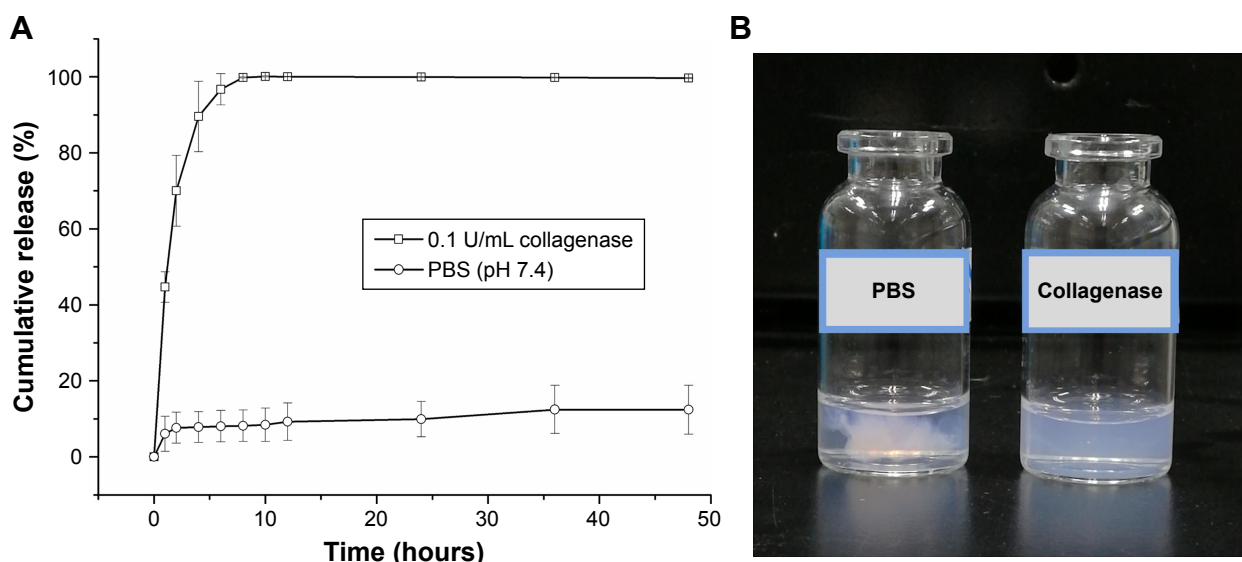 A
B
100
80
60
40
20
0
Cumulative release (%)
0.1 U/mL collagenase
PBS (pH 7.4)
0
10
20
30
40
50
Time (hours)
PBS
Collagenase